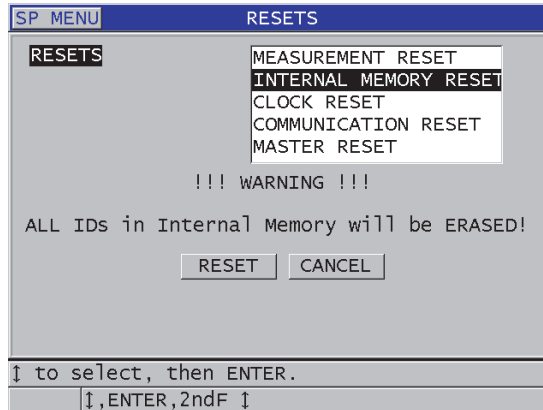 SP MENU RESETS
RESETS
MEASUREMENT RESET
INTERNAL MEMORY RESET
CLOCK RESET
COMMUNICATION RESET
MASTER RESET
!!! WARNING !!!
ALL IDs in Internal Memory will be ERASED!
RESET CANCEL
↕ to select, then ENTER.
↕,ENTER,2ndF ↕